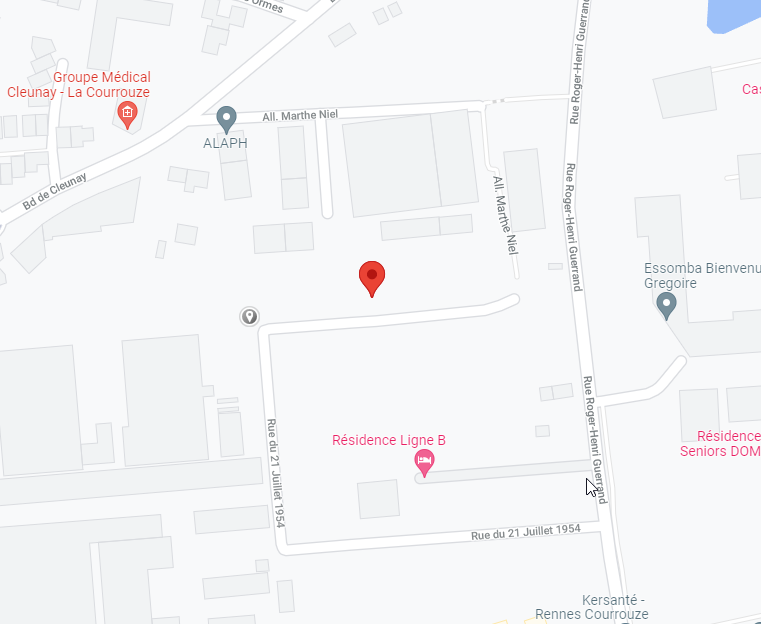 Ormes
Groupe Médical
Cleunay - La Courrouze
ALAPH
All. Marthe Niel
Rue Roger-Henri Guerrand
Cas
Bd de Cleunay
All. Marthe Niel
Rue Roger-Henri Guerrand
Essomba Bienvenu
Gregoire
Rue Roger-Henri Guerrand
Résidence Ligne B
Résidence
Seniors DOM
Rue du 21 Juillet 1954
Rue du 21 Juillet 1954
Kersanté -
Rennes Courrouze